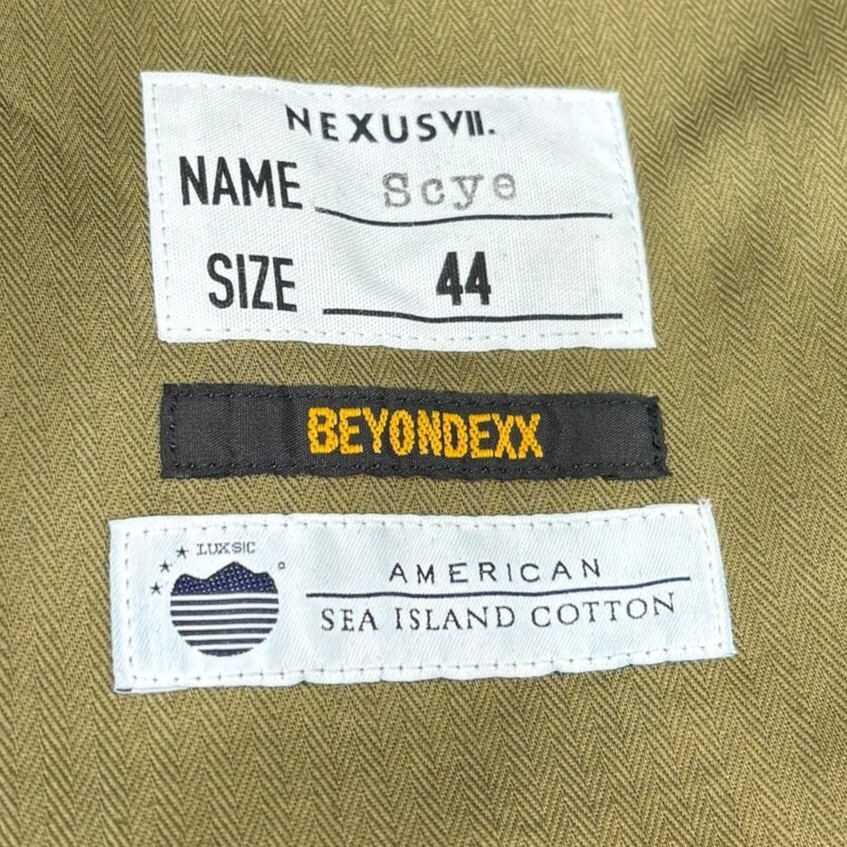 NEXUSVII.
NAME Scye
SIZE 44
BEYONDEXX
LUXSIC
AMERICAN
SEA ISLAND COTTON